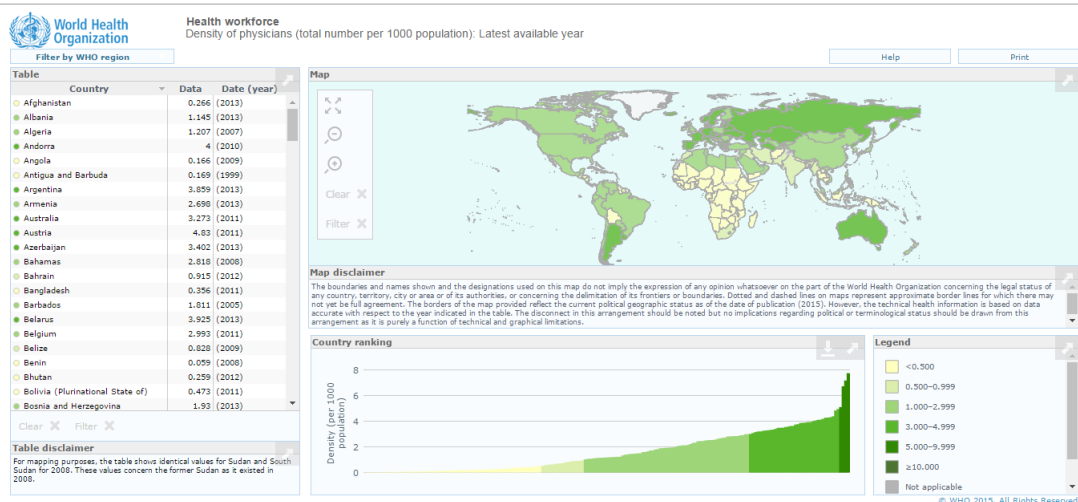 World Health
Organization
Health workforce
Density of physicians (total number per 1000 population): Latest available year
Filter by WHO region
Help
Print
Table
Country Data Date (year)
Afghanistan 0.266 (2013)
Albania 1.145 (2013)
Algeria 1.207 (2007)
Andorra 4 (2010)
Angola 0.166 (2009)
Antigua and Barbuda 0.169 (1999)
Argentina 3.859 (2013)
Armenia 2.698 (2013)
Australia 3.273 (2011)
Austria 4.83 (2011)
Azerbaijan 3.402 (2013)
Bahamas 2.818 (2008)
Bahrain 0.915 (2012)
Bangladesh 0.356 (2011)
Barbados 1.811 (2005)
Belarus 3.925 (2013)
Belgium 2.993 (2011)
Belize 0.828 (2009)
Benin 0.059 (2008)
Bhutan 0.259 (2012)
Bolivia (Plurinational State of) 0.473 (2011)
Bosnia and Herzegovina 1.93 (2013)
Clear Filter
Table disclaimer
For mapping purposes, the table shows identical values for Sudan and South
Sudan for 2008. These values concern the former Sudan as it existed in
2008.
Map
Clear
Filter
Map disclaimer
The boundaries and names shown and the designations used on this map do not imply the expression of any opinion whatsoever on the part of the World Health Organization concerning the legal status of
any country, territory, city or area or of its authorities, or concerning the delimitation of its frontiers or boundaries. Dotted and dashed lines on maps represent approximate border lines for which there may
not yet be full agreement. The borders of the map provided reflect the current political geographic status as of the date of publication (2015). However, the technical health information is based on data
accurate with respect to the year indicated in the table. The disconnect in this arrangement should be noted but no implications regarding political or terminological status should be drawn from this
arrangement as it is purely a function of technical and graphical limitations.
Country ranking
Density (per 1000
population)
8
6
4
2
0
Legend
<0.500
0.500–0.999
1.000–2.999
3.000–4.999
5.000–9.999
≥10.000
Not applicable
© WHO 2015. All Rights Reserved